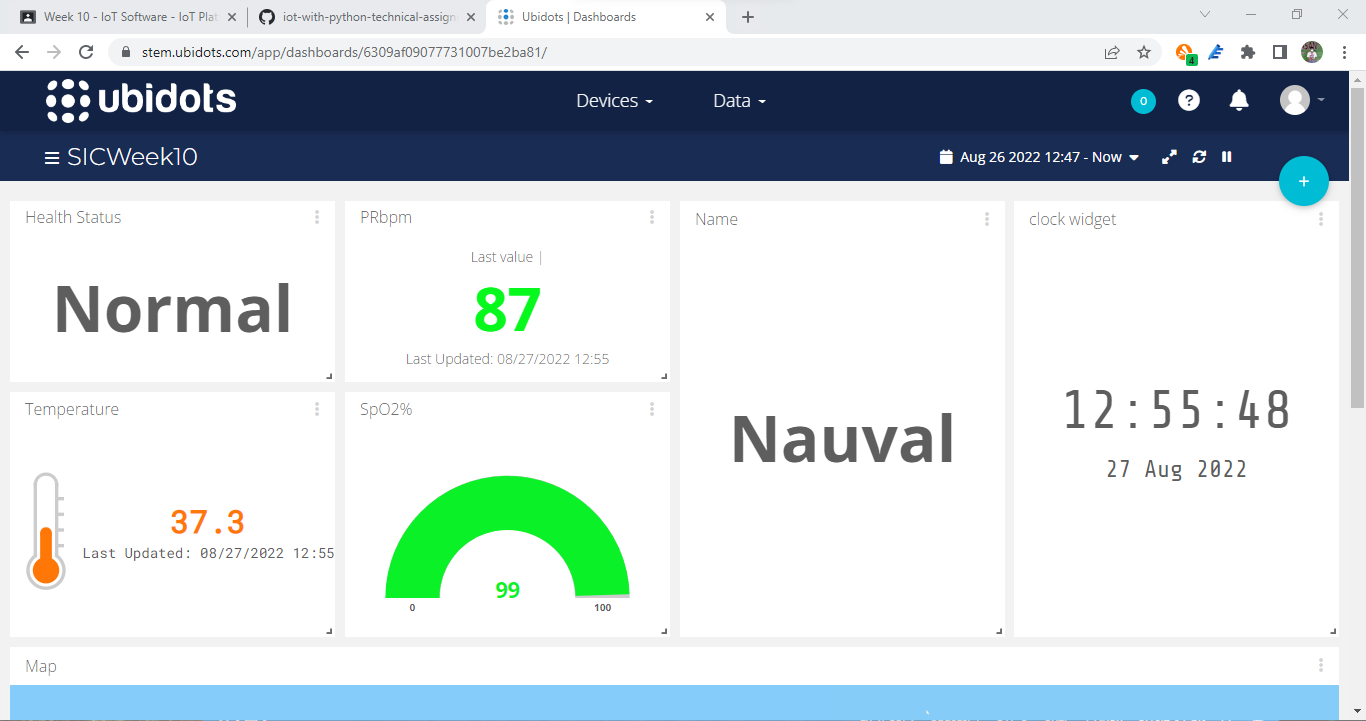 Week 10 - IoT Software - IoT Plat
iot-with-python-technical-assign
Ubidots | Dashboards
stem.ubidots.com/app/dashboards/6309af09077731007be2ba81/
4
ubidots
Devices
Data
0
?
SICWeek10
Aug 26 2022 12:47 - Now
+
Health Status
Normal
PRbpm
Last value |
87
Last Updated: 08/27/2022 12:55
Name
Nauval
clock widget
12:55:48
27 Aug 2022
Temperature
37.3
Last Updated: 08/27/2022 12:55
SpO2%
99
0
100
Map